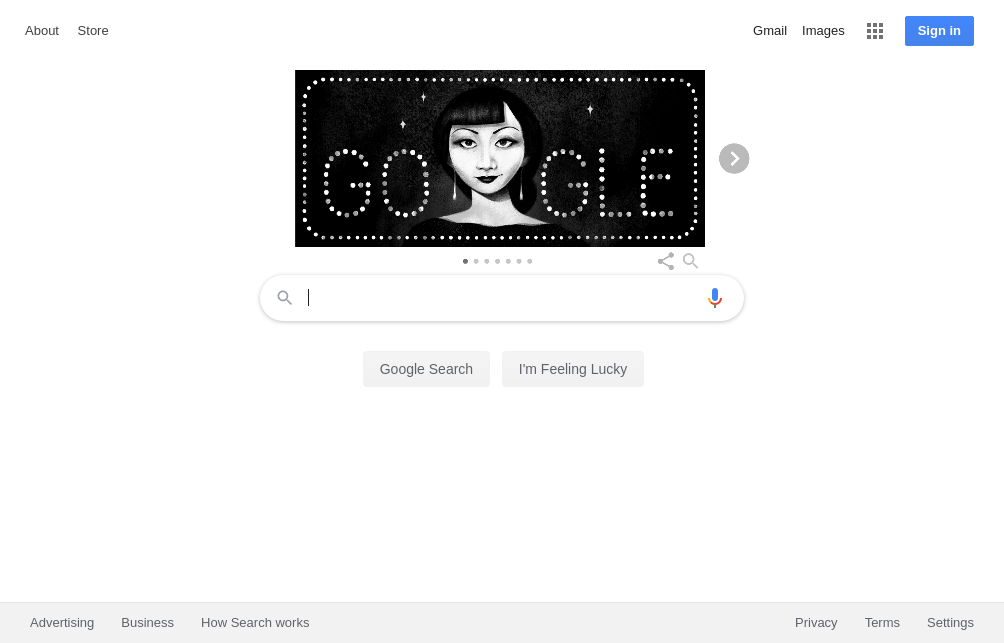 About Store
Gmail Images Sign in
GOOGLE
Google Search I'm Feeling Lucky
Advertising Business How Search works
Privacy Terms Settings